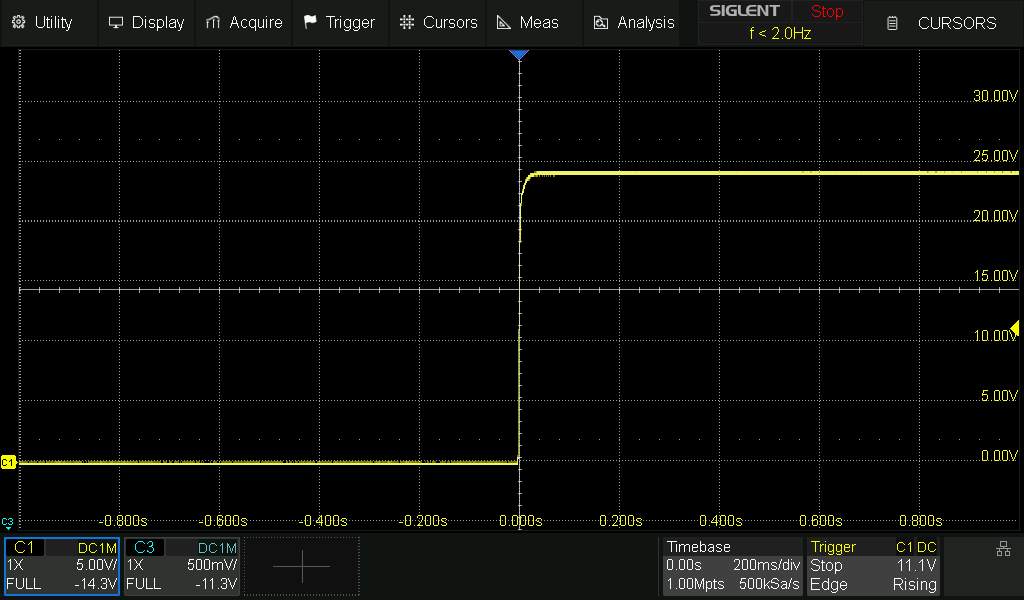 Utility Display Acquire Trigger Cursors Meas Analysis SIGLENT Stop CURSORS
f < 2.0Hz
30.00V
25.00V
20.00V
15.00V
10.00V
5.00V
0.00V
C1
C3 -0.800s -0.600s -0.400s -0.200s 0.000s 0.200s 0.400s 0.600s 0.800s
C1 DC1M C3 DC1M Timebase Trigger C1 DC
1X 5.00V/ 1X 500mV/ 0.00s 200ms/div Stop 11.1V
FULL -14.3V FULL -11.3V 1.00Mpts 500kSa/s Edge Rising